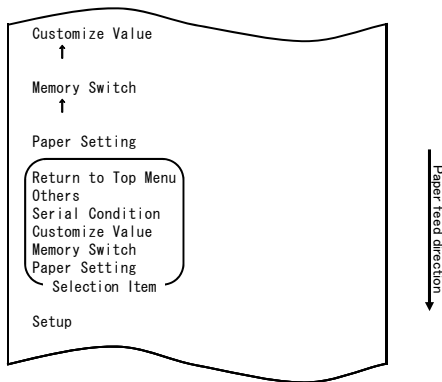 Customize Value
↑
Memory Switch
↑
Paper Setting
Return to Top Menu
Others
Serial Condition
Customize Value
Memory Switch
Paper Setting
Selection Item
Setup
Paper feed direction